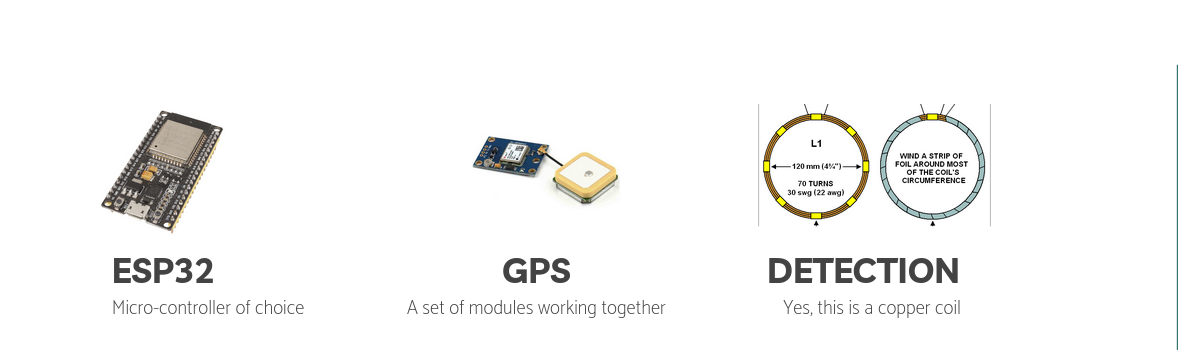 ESP32
Micro-controller of choice
GPS
A set of modules working together
L1
120 mm (4¾")
70 TURNS
30 swg (22 awg)
WIND A STRIP OF
FOIL AROUND MOST
OF THE COIL'S
CIRCUMFERENCE
DETECTION
Yes, this is a copper coil